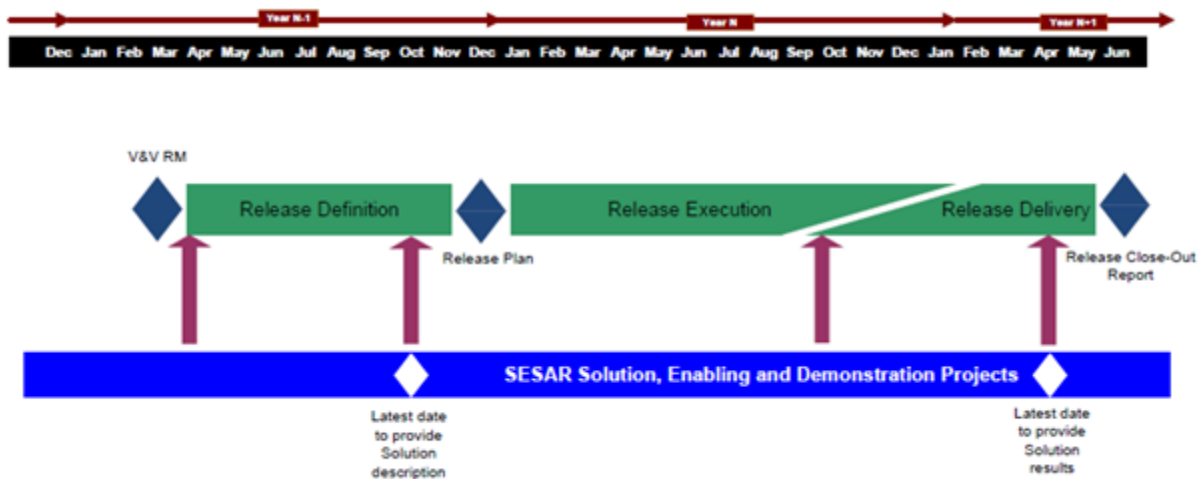 Year N-1
Year N
Year N+1
Dec Jan Feb Mar Apr May Jun Jul Aug Sep Oct Nov Dec Jan Feb Mar Apr May Jun Jul Aug Sep Oct Nov Dec Jan Feb Mar Apr May Jun
V&V RM
Release Definition
Release Execution
Release Delivery
Release Plan
Release Close-Out
Report
SESAR Solution, Enabling and Demonstration Projects
Latest date
to provide
Solution
description
Latest date
to provide
Solution
results